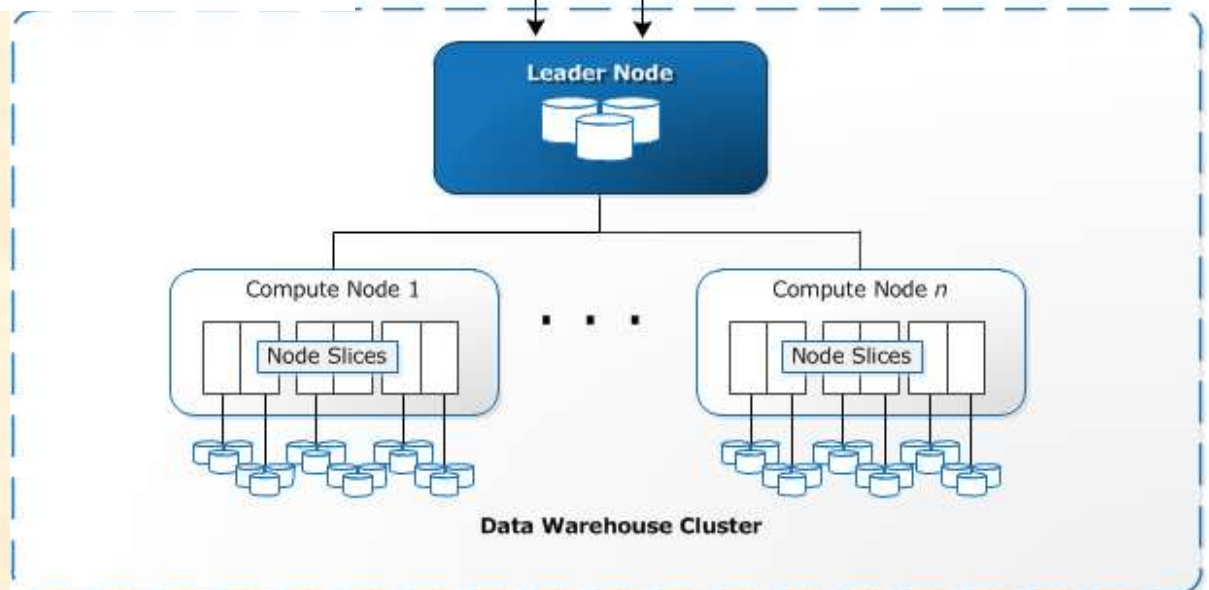 Leader Node
Compute Node 1
Compute Node n
. . .
Node Slices
Node Slices
Data Warehouse Cluster